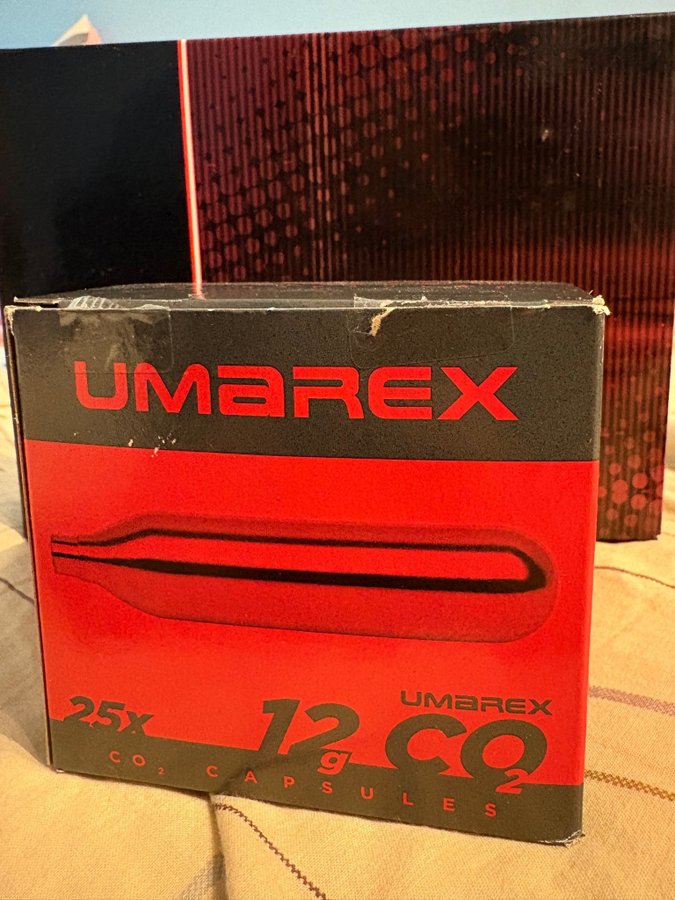 UMAREX
25x
12g
UMAREX
CO2
CO2 CAPSULES